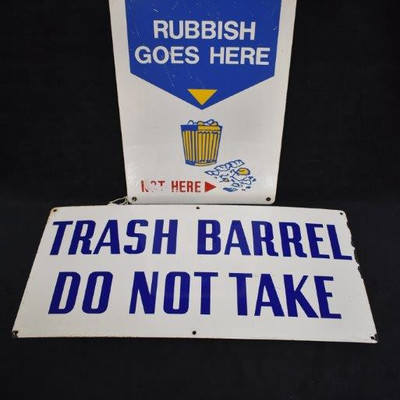 RUBBISH
GOES HERE
NOT HERE
TRASH BARREL
DO NOT TAKE